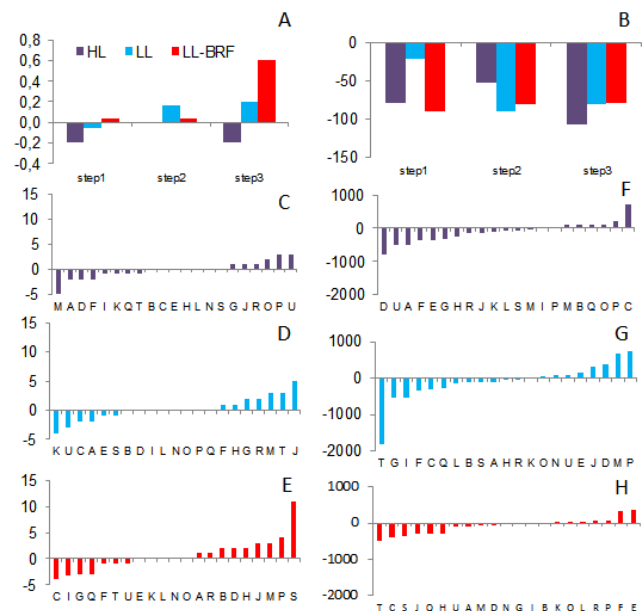 A
0,8
0,6
0,4
0,2
0,0
0,2
0,4
HL LL LL-BRF
step1 step2 step3
B
0
-50
-100
-150
step1 step2 step3
C
15
10
5
0
-5
M A D F I K Q T B C E H L N S G J R O P U
F
1000
0
-1000
-2000
D U A F E G H R J K L S M I P M B Q O P C
D
15
10
5
0
-5
K U C A E S B D I L N O P Q F H G R M T J
G
1000
0
-1000
-2000
T G I F C Q L B S A H R K O N U E J D M P
E
15
10
5
0
-5
C I G Q F T U E K L N O A R B D H J M P S
H
1000
0
-1000
-2000
T C S J Q H U A M D N G I B K O L R P F E